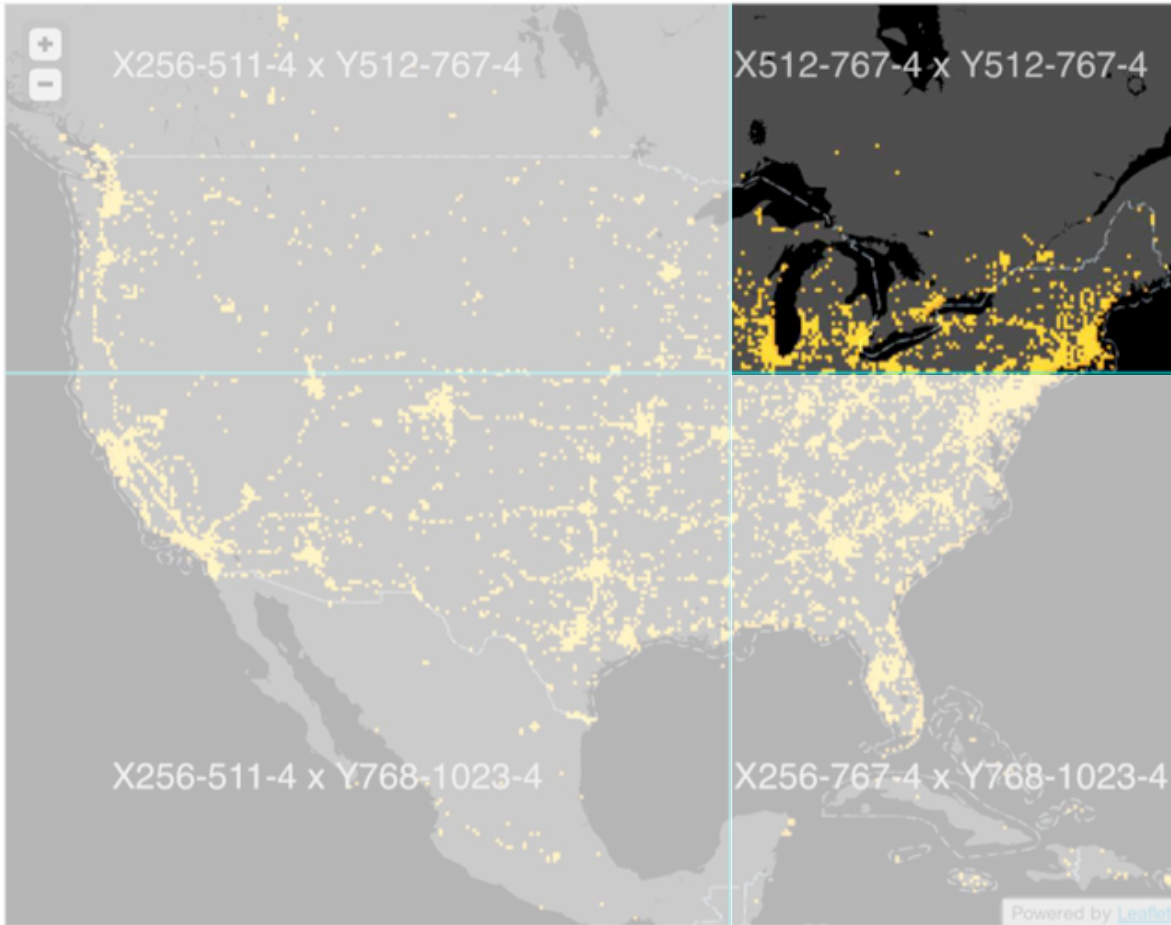 +
X256-511-4 x Y512-767-4
X512-767-4 x Y512-767-4
−
X256-511-4 x Y768-1023-4
X256-767-4 x Y768-1023-4
Powered by Leaflet